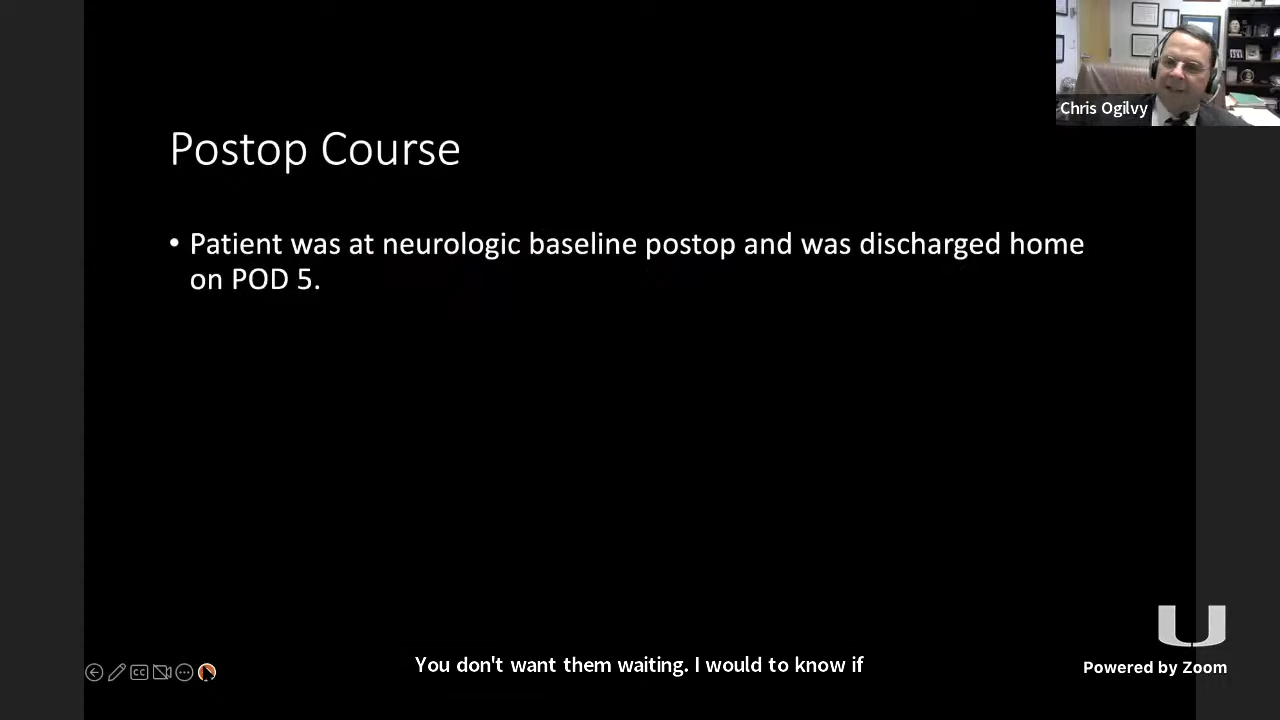 Chris Ogilvy
Postop Course
• Patient was at neurologic baseline postop and was discharged home
on POD 5.
U
Powered by Zoom
CC
You don't want them waiting. I would to know if